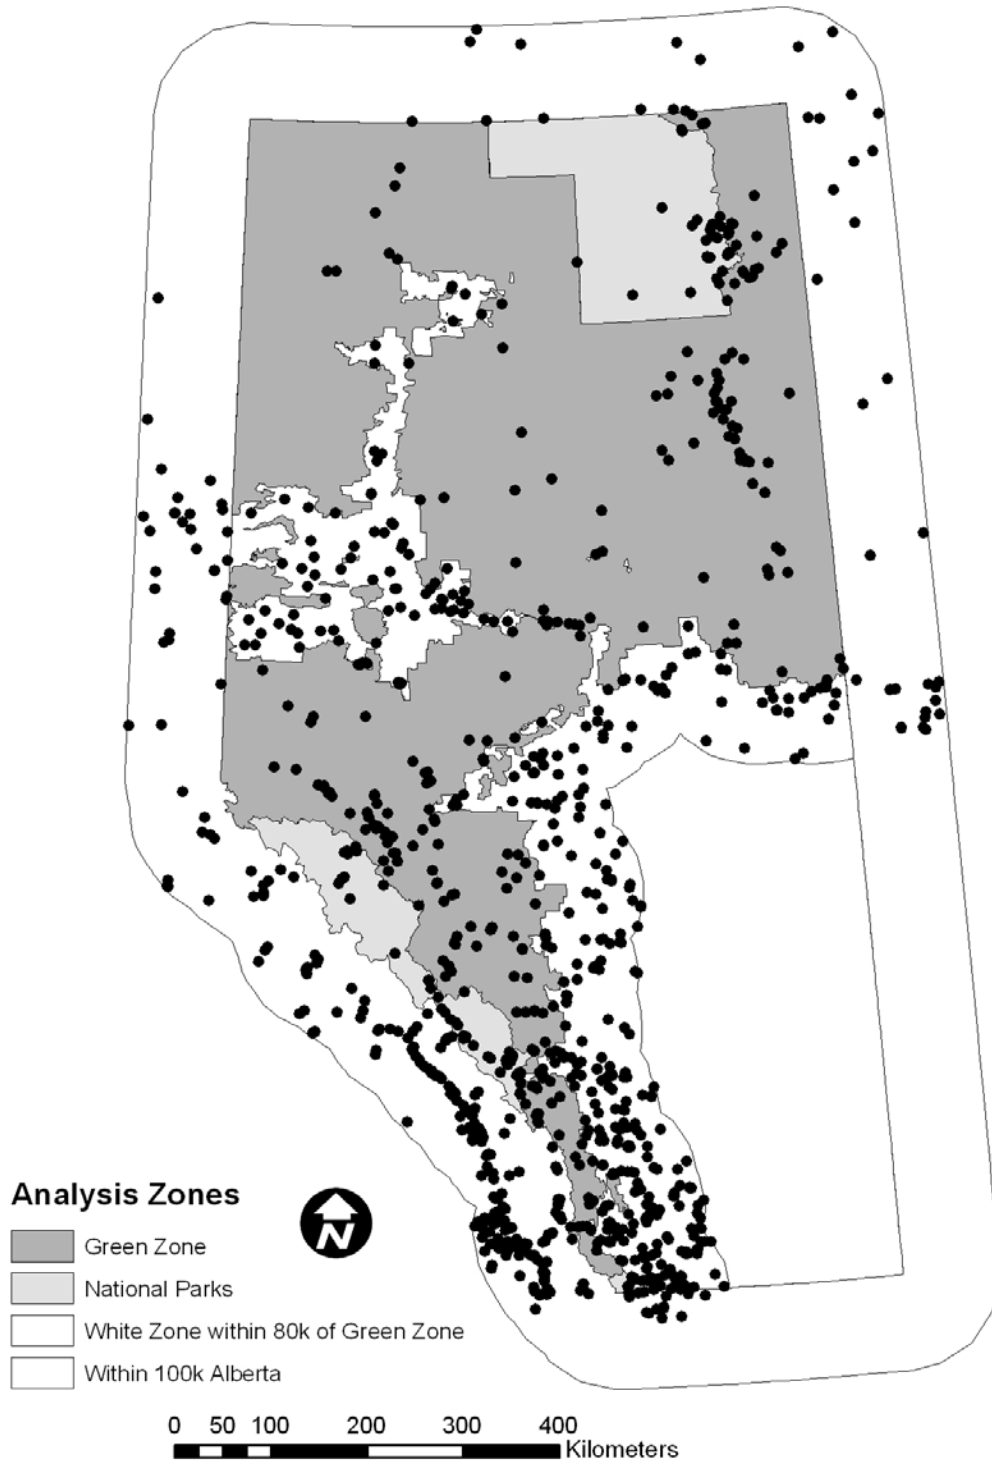 Analysis Zones
N
Green Zone
National Parks
White Zone within 80k of Green Zone
Within 100k Alberta
0 50 100 200 300 400
Kilometers